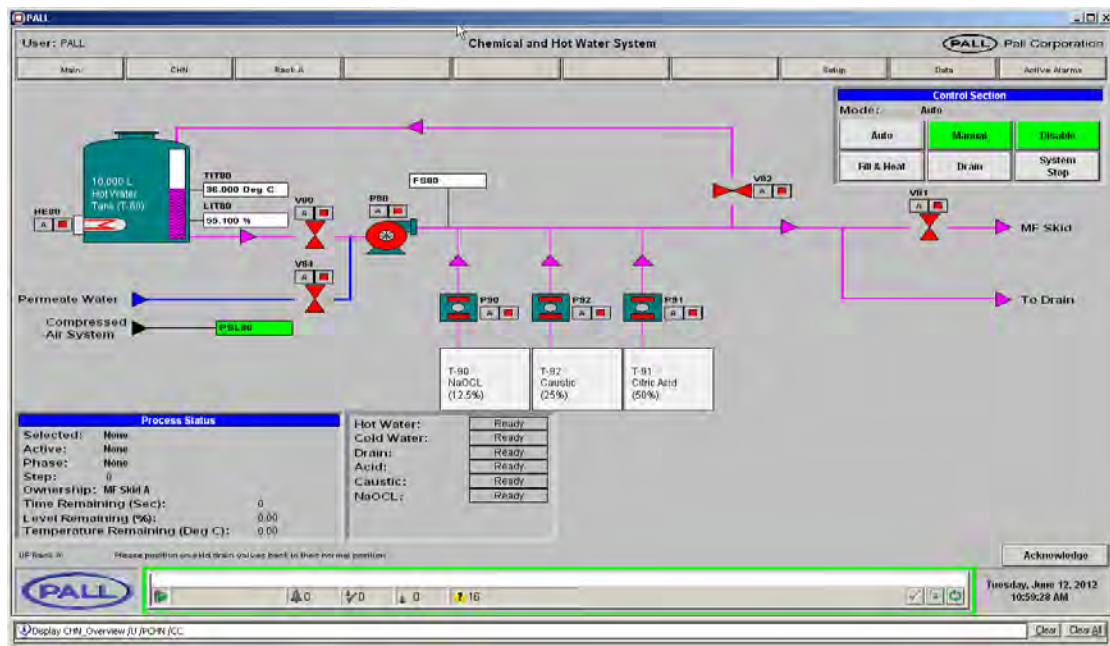 PALL
User: PALL
Chemical and Hot Water System
PALL Pall Corporation
Main CHN Rack A Setup Data Active Alarms
Control Section
Mode: Auto
Auto Manual Disable
Fill & Heat Drain System Stop
10,000 L
Hot Water
Tank (T-80)
HE80
A
TIT80
36.000 Deg C
LIT80
55.100 %
V80
A
P80
A
FS80
V82
A
V81
A
MF Skid
V84
A
Permeate Water
To Drain
Compressed
Air System
PSL80
P90
A
P92
A
P91
A
T-90
NaOCL
(12.5%)
T-92
Caustic
(25%)
T-91
Citric Acid
(50%)
Process Status
Selected: None
Active: None
Phase: None
Step: 0
Ownership: MF Skid A
Time Remaining (Sec): 0
Level Remaining (%): 0.00
Temperature Remaining (Deg C): 0.00
Hot Water: Ready
Cold Water: Ready
Drain: Ready
Acid: Ready
Caustic: Ready
NaOCL: Ready
Please position on skid drain valves back in their normal position
Acknowledge
PALL
0 0 0 16
Tuesday, June 12, 2012
10:59:28 AM
Display CHN_Overview /U /PCHN /CC
Clear Clear All